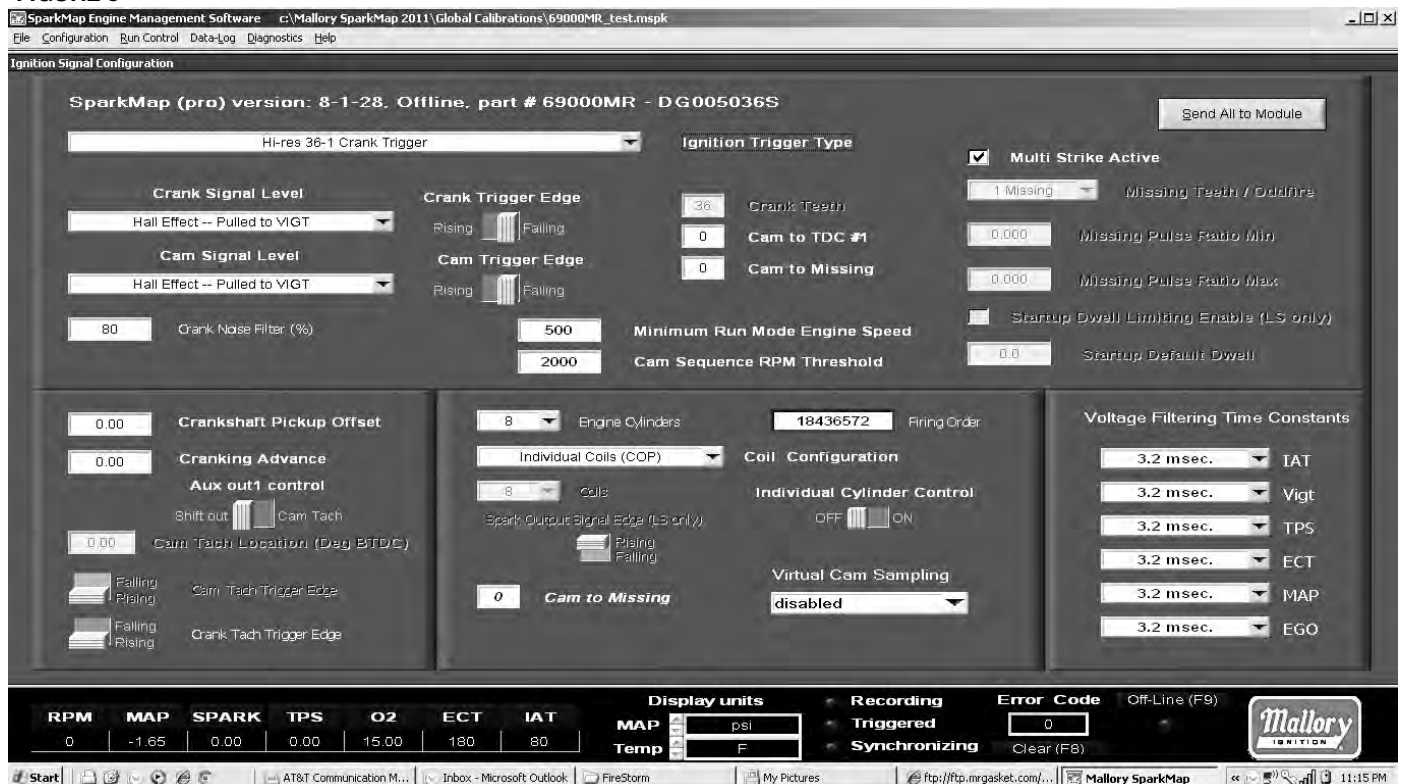 SparkMap Engine Management Software c:\Mallory SparkMap 2011\Global Calibrations\69000MR_test.mspk
File Configuration Run Control Data-Log Diagnostics Help
Ignition Signal Configuration
SparkMap (pro) version: 8-1-28, Offline, part # 69000MR - DG005036S
Send All to Module
Hi-res 36-1 Crank Trigger
Ignition Trigger Type
Multi Strike Active
Crank Signal Level
Hall Effect -- Pulled to VIGT
Crank Trigger Edge
Rising Falling
36 Crank Teeth
1 Missing Missing Teeth / Oddfire
0 Cam to TDC #1
0.000 Missing Pulse Ratio Min
Cam Signal Level
Hall Effect -- Pulled to VIGT
Cam Trigger Edge
Rising Falling
0 Cam to Missing
0.000 Missing Pulse Ratio Max
80 Crank Noise Filter (%)
500 Minimum Run Mode Engine Speed
Startup Dwell Limiting Enable (LS only)
2000 Cam Sequence RPM Threshold
0.0 Startup Default Dwell
0.00 Crankshaft Pickup Offset
0.00 Cranking Advance
Aux out1 control
Shift out Cam Tach
0.00 Cam Tach Location (Deg BTDC)
Falling
Rising
Cam Tach Trigger Edge
Falling
Rising
Crank Tach Trigger Edge
8 Engine Cylinders
18436572 Firing Order
Individual Coils (COP) Coil Configuration
8 Coils
Individual Cylinder Control
OFF ON
Spark Output Signal Edge (LS only)
Rising
Falling
0 Cam to Missing
Virtual Cam Sampling
disabled
Voltage Filtering Time Constants
3.2 msec. IAT
3.2 msec. Vigt
3.2 msec. TPS
3.2 msec. ECT
3.2 msec. MAP
3.2 msec. EGO
RPM MAP SPARK TPS O2 ECT IAT
0 -1.65 0.00 0.00 15.00 180 80
Display units
MAP psi
Temp F
Recording
Triggered
Synchronizing
Error Code
0
Clear (F8)
Off-Line (F9)
Mallory
IGNITION
Start AT&T Communication M... Inbox - Microsoft Outlook FireStorm My Pictures ftp://ftp.mrgasket.com/... Mallory SparkMap 11:15 PM